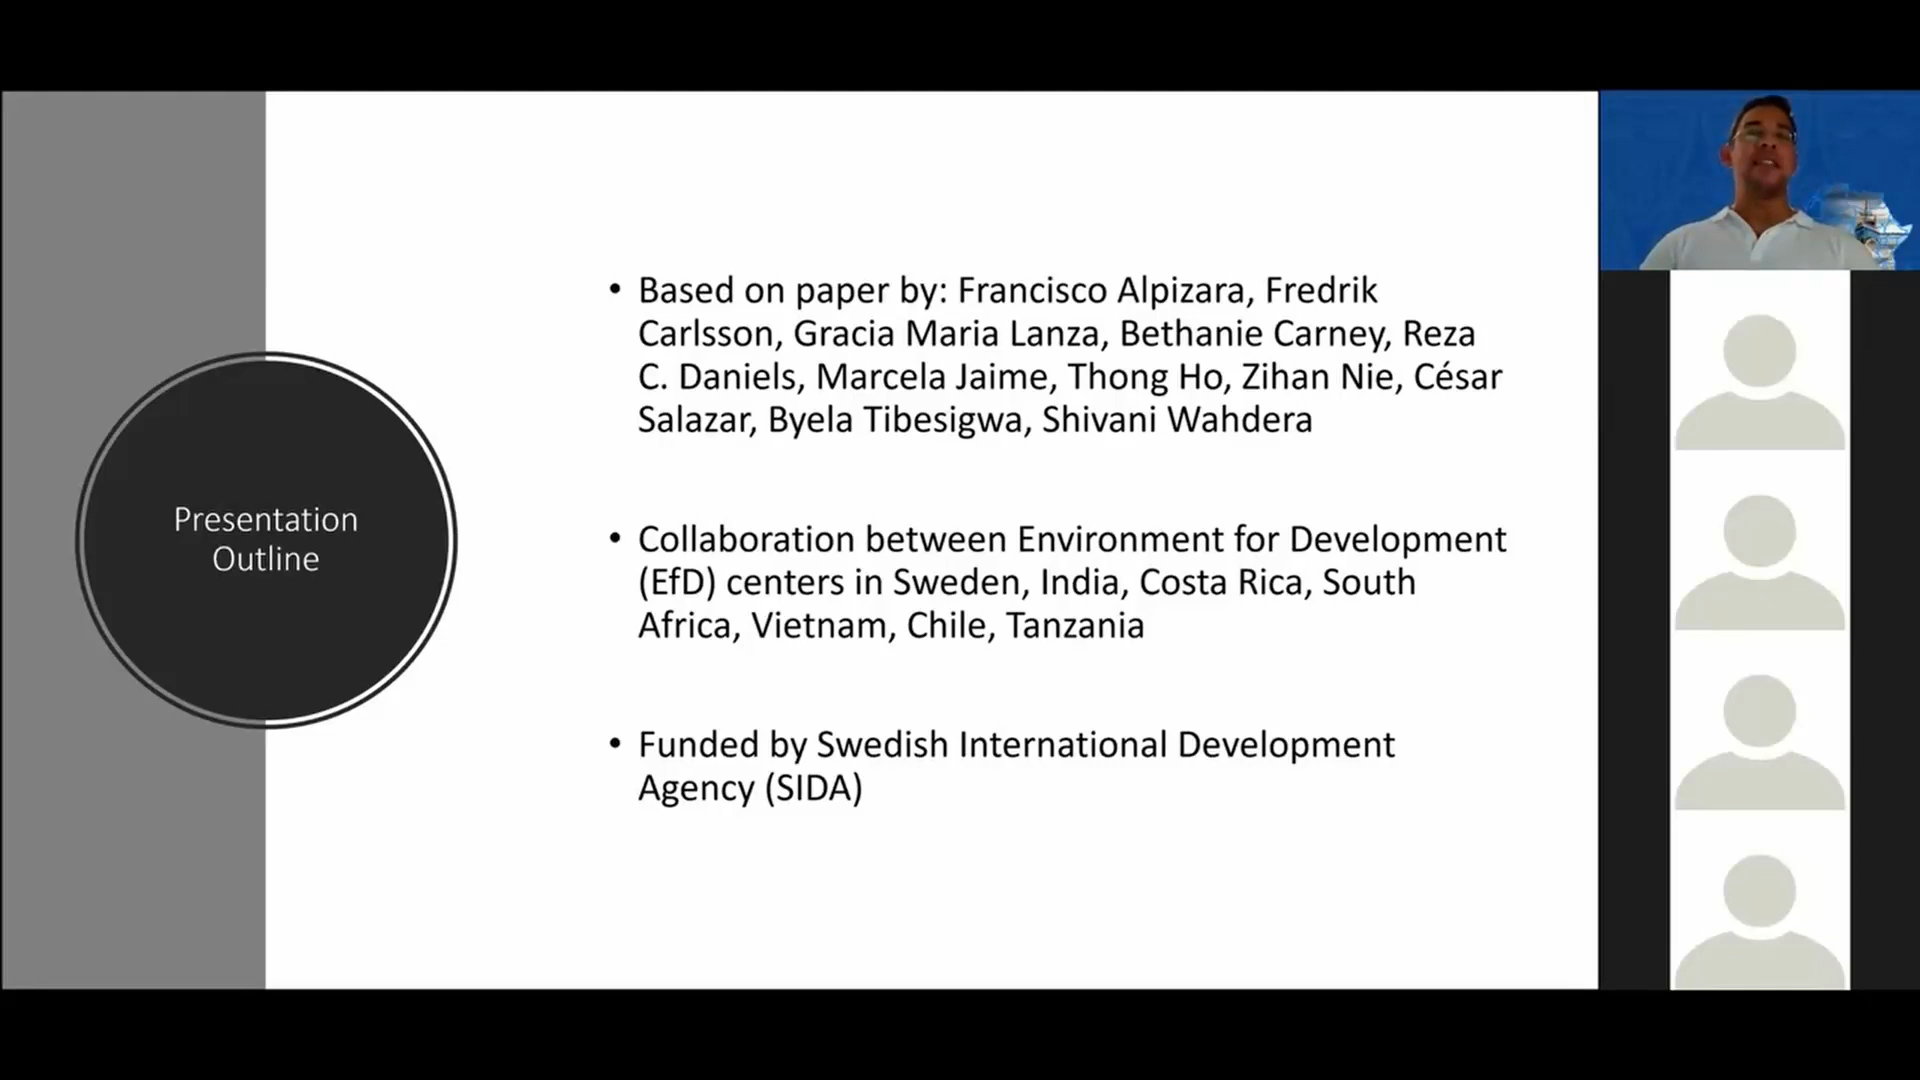 Presentation
Outline
• Based on paper by: Francisco Alpizara, Fredrik
Carlsson, Gracia Maria Lanza, Bethanie Carney, Reza
C. Daniels, Marcela Jaime, Thong Ho, Zihan Nie, César
Salazar, Byela Tibesigwa, Shivani Wahdera
• Collaboration between Environment for Development
(EfD) centers in Sweden, India, Costa Rica, South
Africa, Vietnam, Chile, Tanzania
• Funded by Swedish International Development
Agency (SIDA)